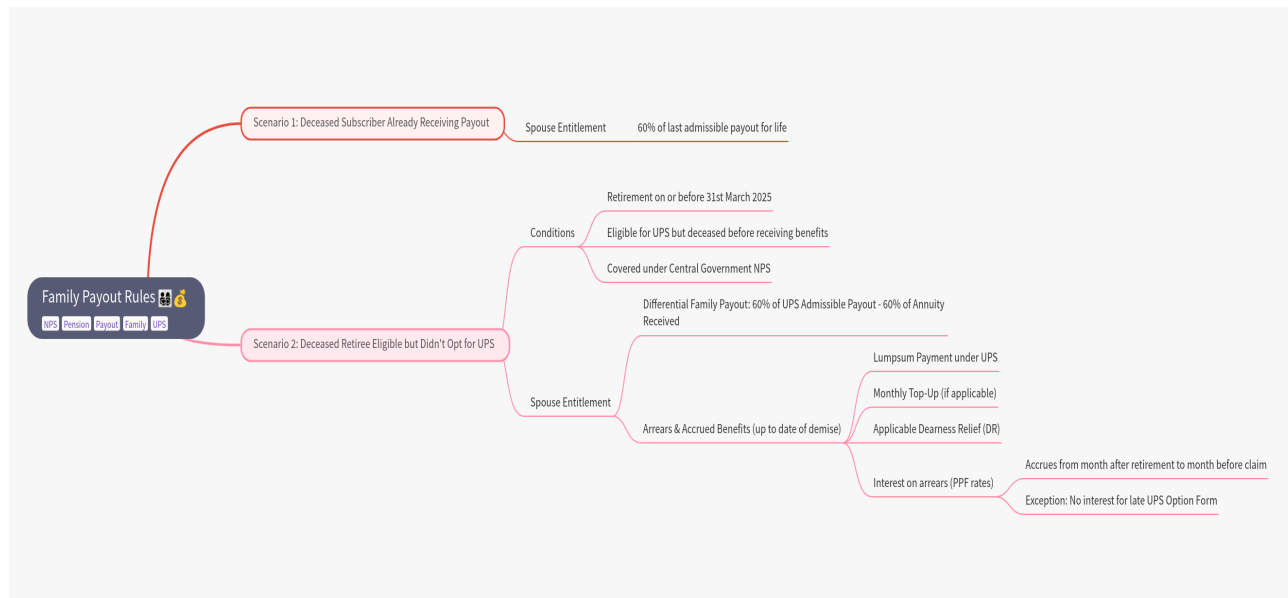 Family Payout Rules 👨‍👩‍👧‍👦💰
NPS Pension Payout Family UPS
Scenario 1: Deceased Subscriber Already Receiving Payout
Spouse Entitlement
60% of last admissible payout for life
Scenario 2: Deceased Retiree Eligible but Didn't Opt for UPS
Conditions
Retirement on or before 31st March 2025
Eligible for UPS but deceased before receiving benefits
Covered under Central Government NPS
Spouse Entitlement
Differential Family Payout: 60% of UPS Admissible Payout - 60% of Annuity
Received
Arrears & Accrued Benefits (up to date of demise)
Lumpsum Payment under UPS
Monthly Top-Up (if applicable)
Applicable Dearness Relief (DR)
Interest on arrears (PPF rates)
Accrues from month after retirement to month before claim
Exception: No interest for late UPS Option Form